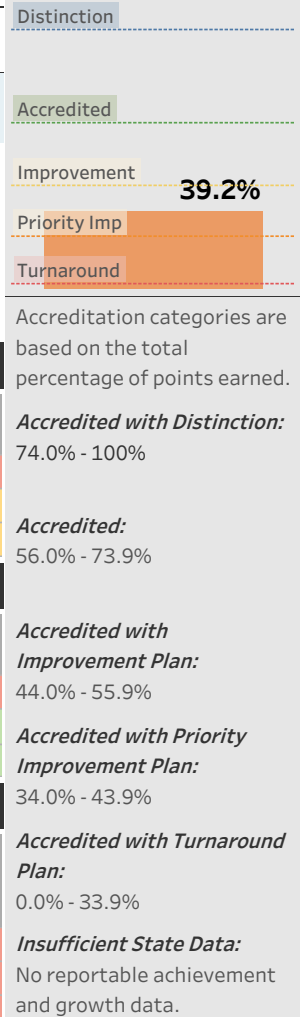 Distinction
Accredited
Improvement
39.2%
Priority Imp
Turnaround
Accreditation categories are
based on the total
percentage of points earned.
Accredited with Distinction:
74.0% - 100%
Accredited:
56.0% - 73.9%
Accredited with
Improvement Plan:
44.0% - 55.9%
Accredited with Priority
Improvement Plan:
34.0% - 43.9%
Accredited with Turnaround
Plan:
0.0% - 33.9%
Insufficient State Data:
No reportable achievement
and growth data.